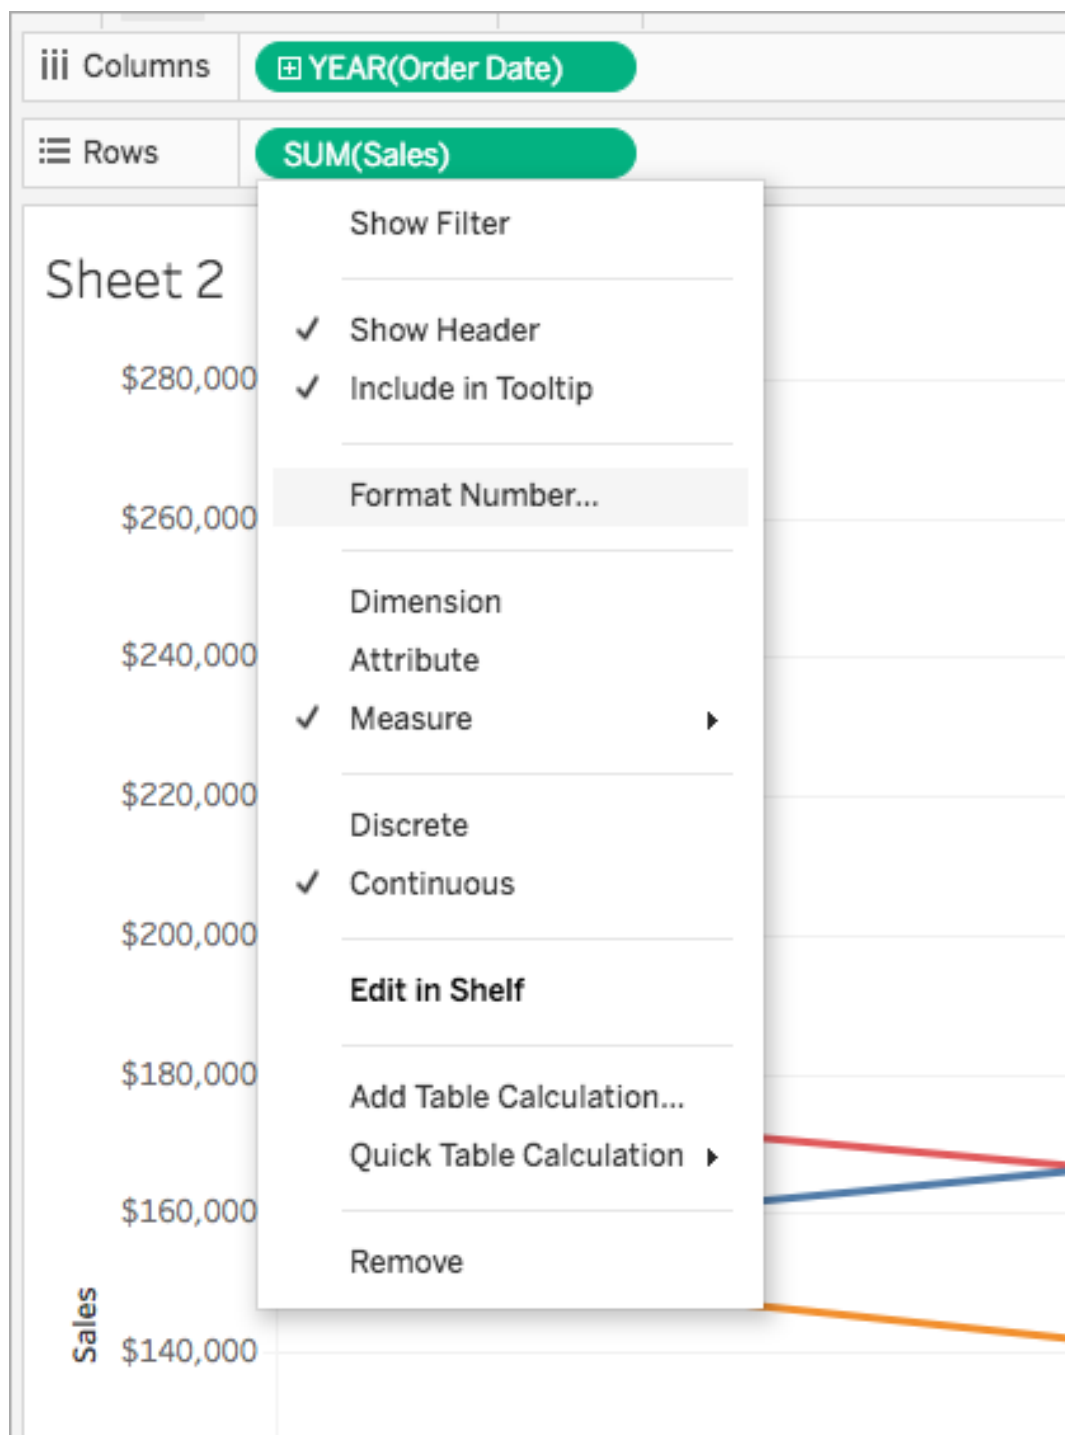 Columns
YEAR(Order Date)
Rows
SUM(Sales)
Sheet 2
Show Filter
Show Header
Include in Tooltip
Format Number...
Dimension
Attribute
Measure
Discrete
Continuous
Edit in Shelf
Add Table Calculation...
Quick Table Calculation
Remove
$280,000
$260,000
$240,000
$220,000
$200,000
$180,000
$160,000
$140,000
Sales